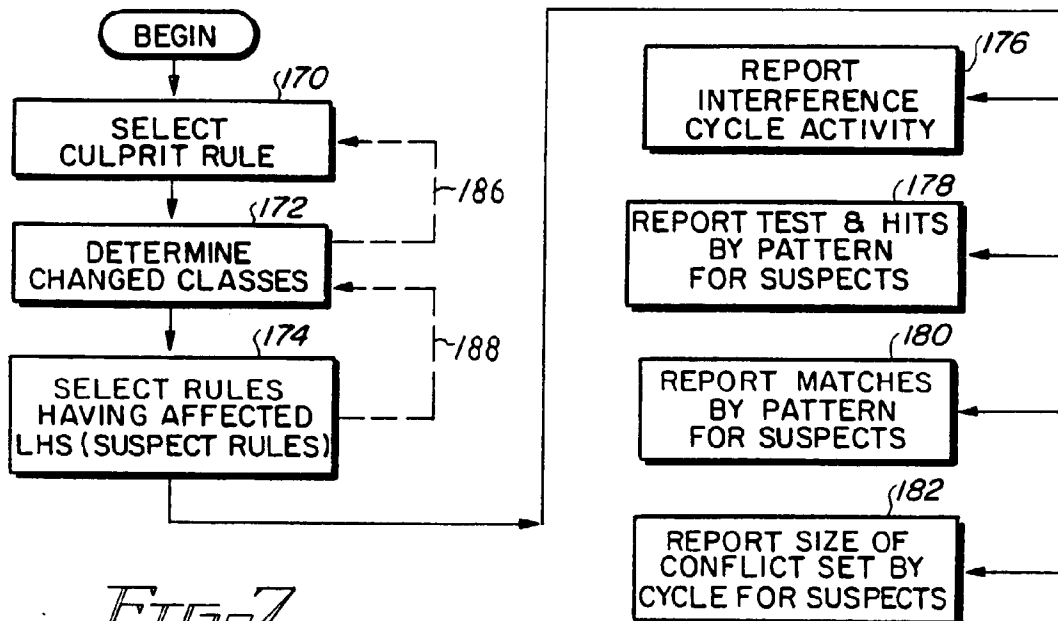 BEGIN
170
SELECT
CULPRIT RULE
186
172
DETERMINE
CHANGED CLASSES
188
174
SELECT RULES
HAVING AFFECTED
LHS (SUSPECT RULES)
176
REPORT
INTERFERENCE
CYCLE ACTIVITY
178
REPORT TEST & HITS
BY PATTERN
FOR SUSPECTS
180
REPORT MATCHES
BY PATTERN
FOR SUSPECTS
182
REPORT SIZE OF
CONFLICT SET BY
CYCLE FOR SUSPECTS
FIG-7